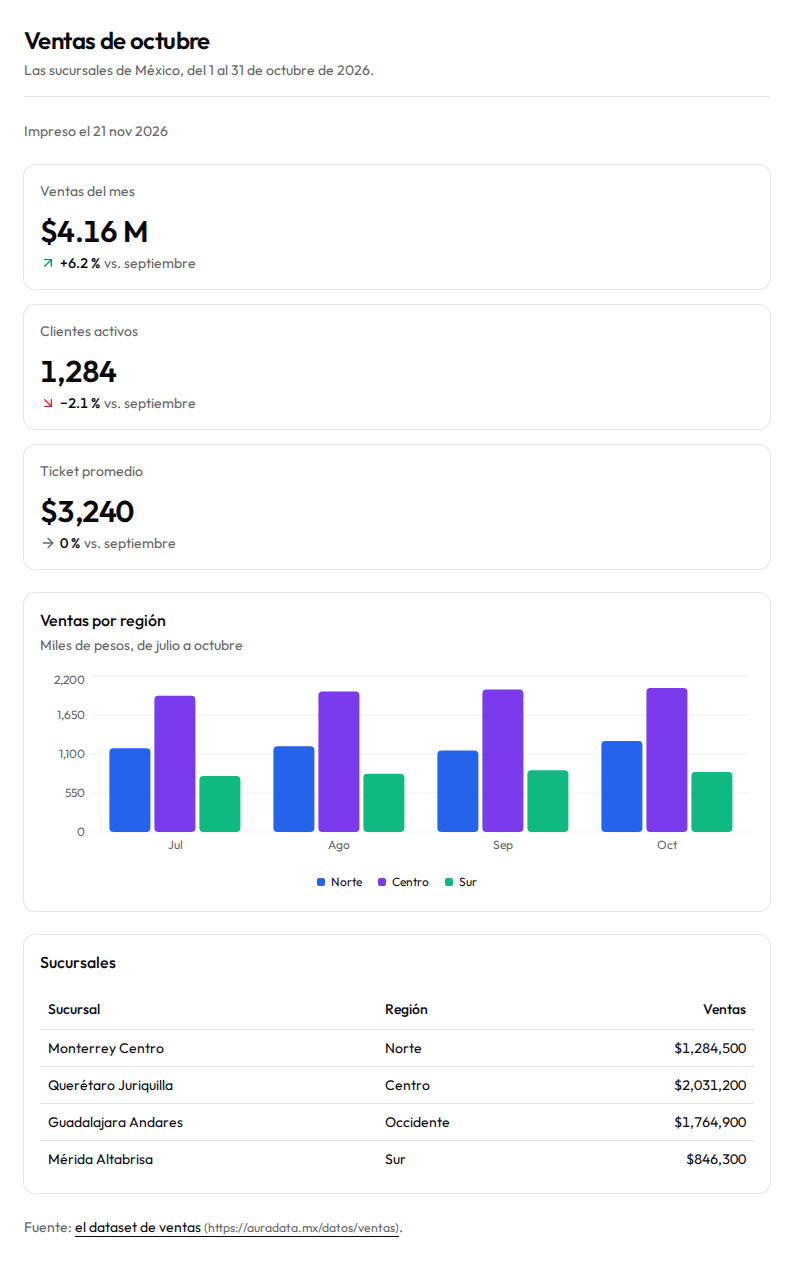 Ventas de octubre
Las sucursales de México, del 1 al 31 de octubre de 2026.
Impreso el 21 nov 2026
Ventas del mes
$4.16 M
+6.2 % vs. septiembre
Clientes activos
1,284
−2.1 % vs. septiembre
Ticket promedio
$3,240
0 % vs. septiembre
Ventas por región
Miles de pesos, de julio a octubre
2,200
1,650
1,100
550
0
Jul Ago Sep Oct
Norte Centro Sur
Sucursales
Sucursal Región Ventas
Monterrey Centro Norte $1,284,500
Querétaro Juriquilla Centro $2,031,200
Guadalajara Andares Occidente $1,764,900
Mérida Altabrisa Sur $846,300
Fuente: el dataset de ventas (https://auradata.mx/datos/ventas).